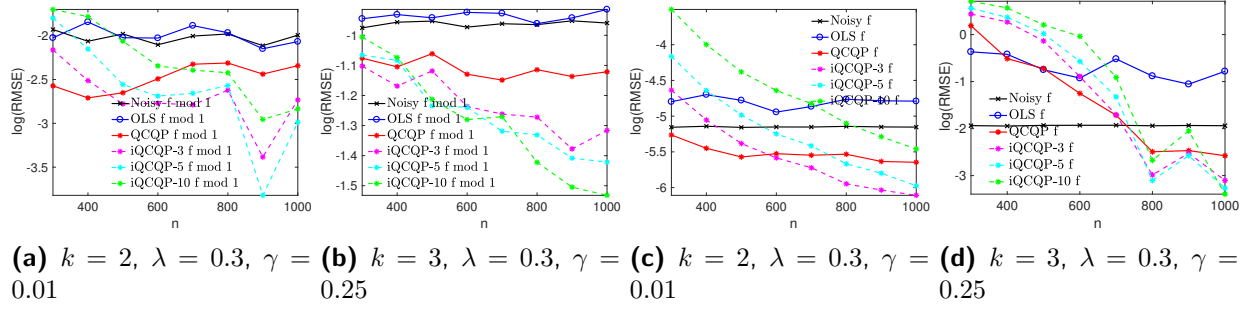 log(RMSE)
-2
-2.5
-3
-3.5
400
600
800
1000
n
Noisy f mod 1
OLS f mod 1
QCQP f mod 1
iQCQP-3 f mod 1
iQCQP-5 f mod 1
iQCQP-10 f mod 1
log(RMSE)
-1
-1.1
-1.2
-1.3
-1.4
-1.5
400
600
800
1000
n
Noisy f mod 1
OLS f mod 1
QCQP f mod 1
iQCQP-3 f mod 1
iQCQP-5 f mod 1
iQCQP-10 f mod 1
log(RMSE)
-4
-4.5
-5
-5.5
-6
400
600
800
1000
n
Noisy f
OLS f
QCQP f
iQCQP-3 f
iQCQP-5 f
iQCQP-10 f
log(RMSE)
0
-1
-2
-3
400
600
800
1000
n
Noisy f
OLS f
QCQP f
iQCQP-3 f
iQCQP-5 f
iQCQP-10 f
(a) k = 2, λ = 0.3, γ = 0.01
(b) k = 3, λ = 0.3, γ = 0.25
(c) k = 2, λ = 0.3, γ = 0.01
(d) k = 3, λ = 0.3, γ = 0.25